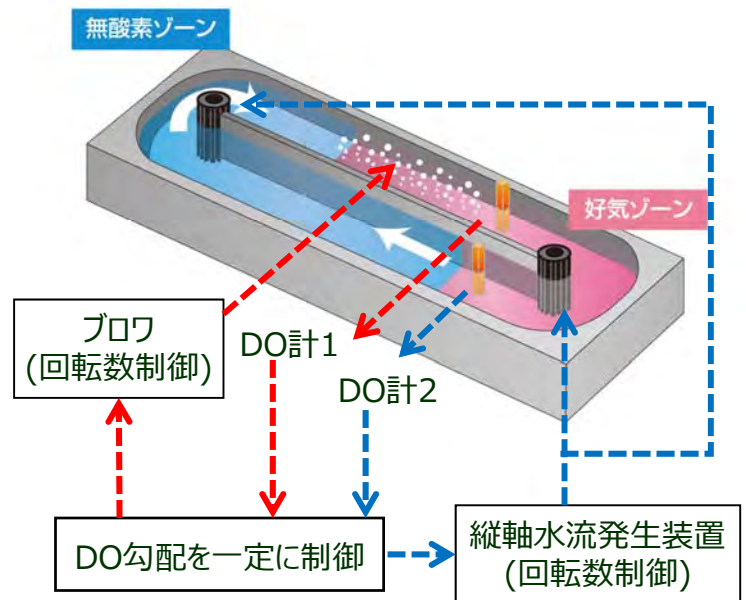 無酸素ゾーン
好気ゾーン
ブロワ
(回転数制御)
DO計1
DO計2
DO勾配を一定に制御
縦軸水流発生装置
(回転数制御)